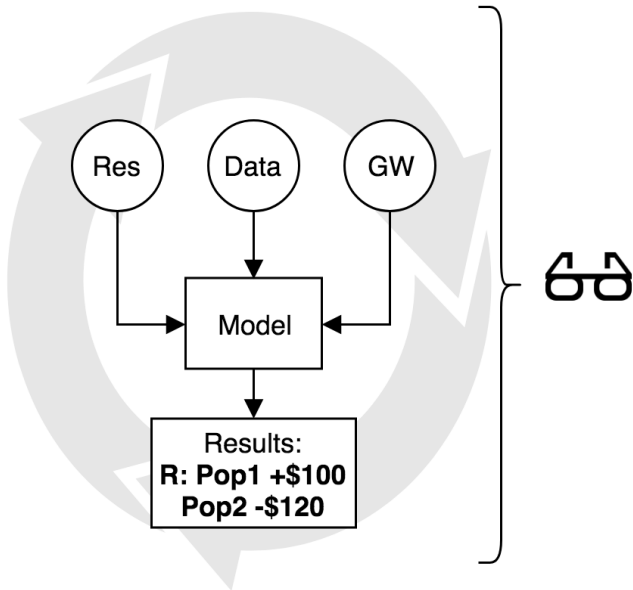 Res
Data
GW
Model
Results:
R: Pop1 +$100
Pop2 -$120